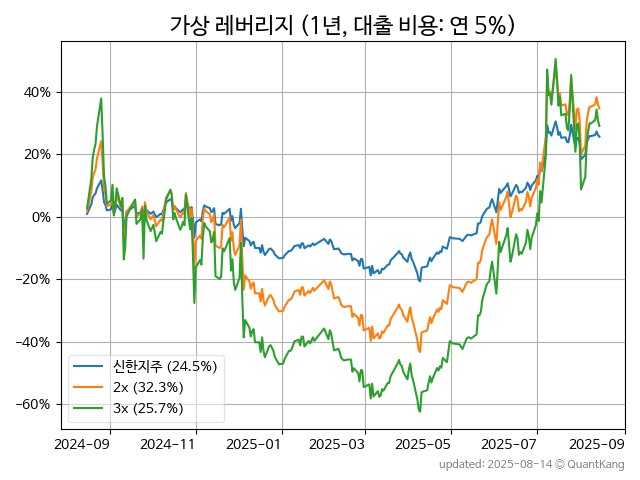 가상 레버리지 (1년, 대출 비용: 연 5%)
40%
20%
0%
−20%
−40%
−60%
신한지주 (24.5%)
2x (32.3%)
3x (25.7%)
2024-09 2024-11 2025-01 2025-03 2025-05 2025-07 2025-09
updated: 2025-08-14 © QuantKang